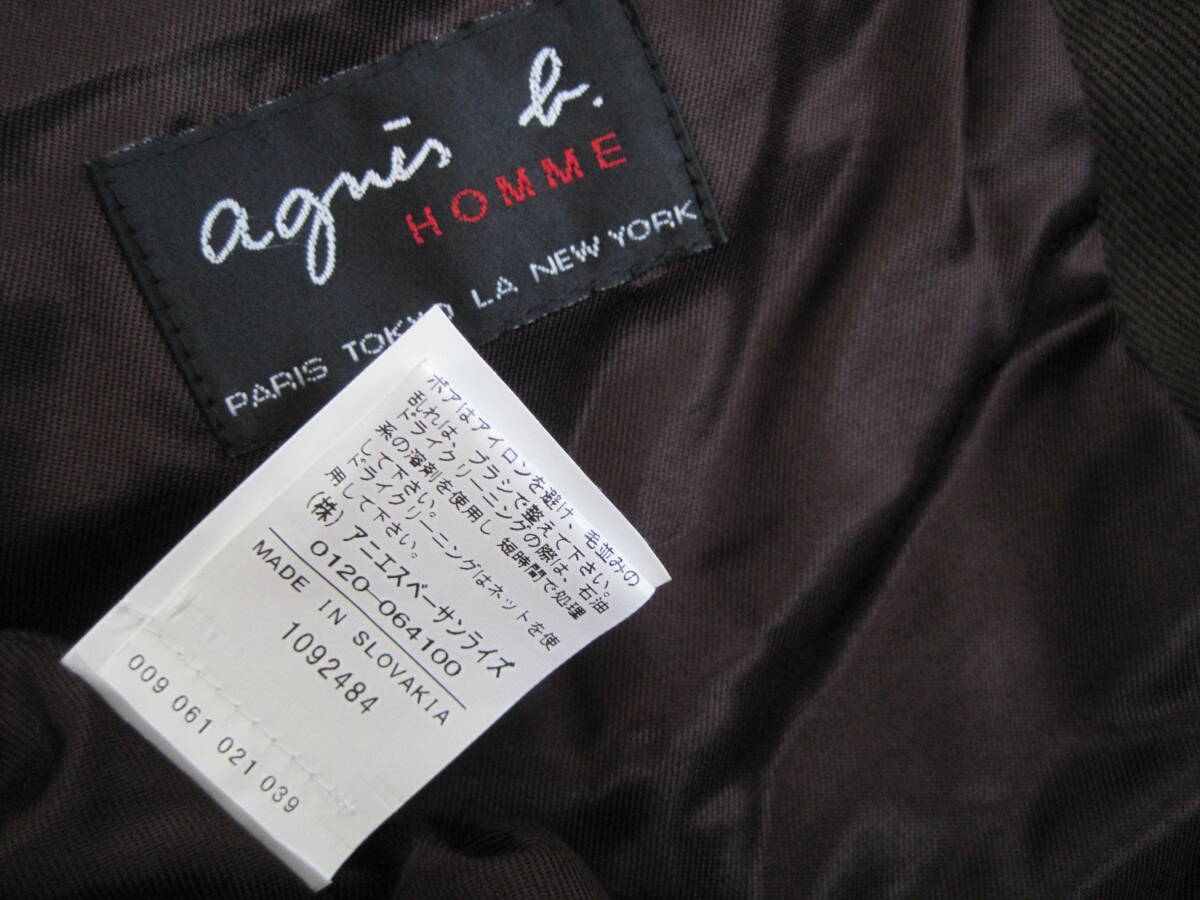 agnès b.
HOMME
PARIS TOKYO LA NEW YORK
ボアはアイロンを避け、毛並みの
乱れは、ブラシで整えて下さい。
ドライクリーニングの際は、石油
系の溶剤を使用し 短時間で処理
して下さい。
ドライクリーニングはネットを使
用して下さい。
(株) アニエスベーサンライズ
0120-064100
MADE IN SLOVAKIA
1092484
009 061 021 039